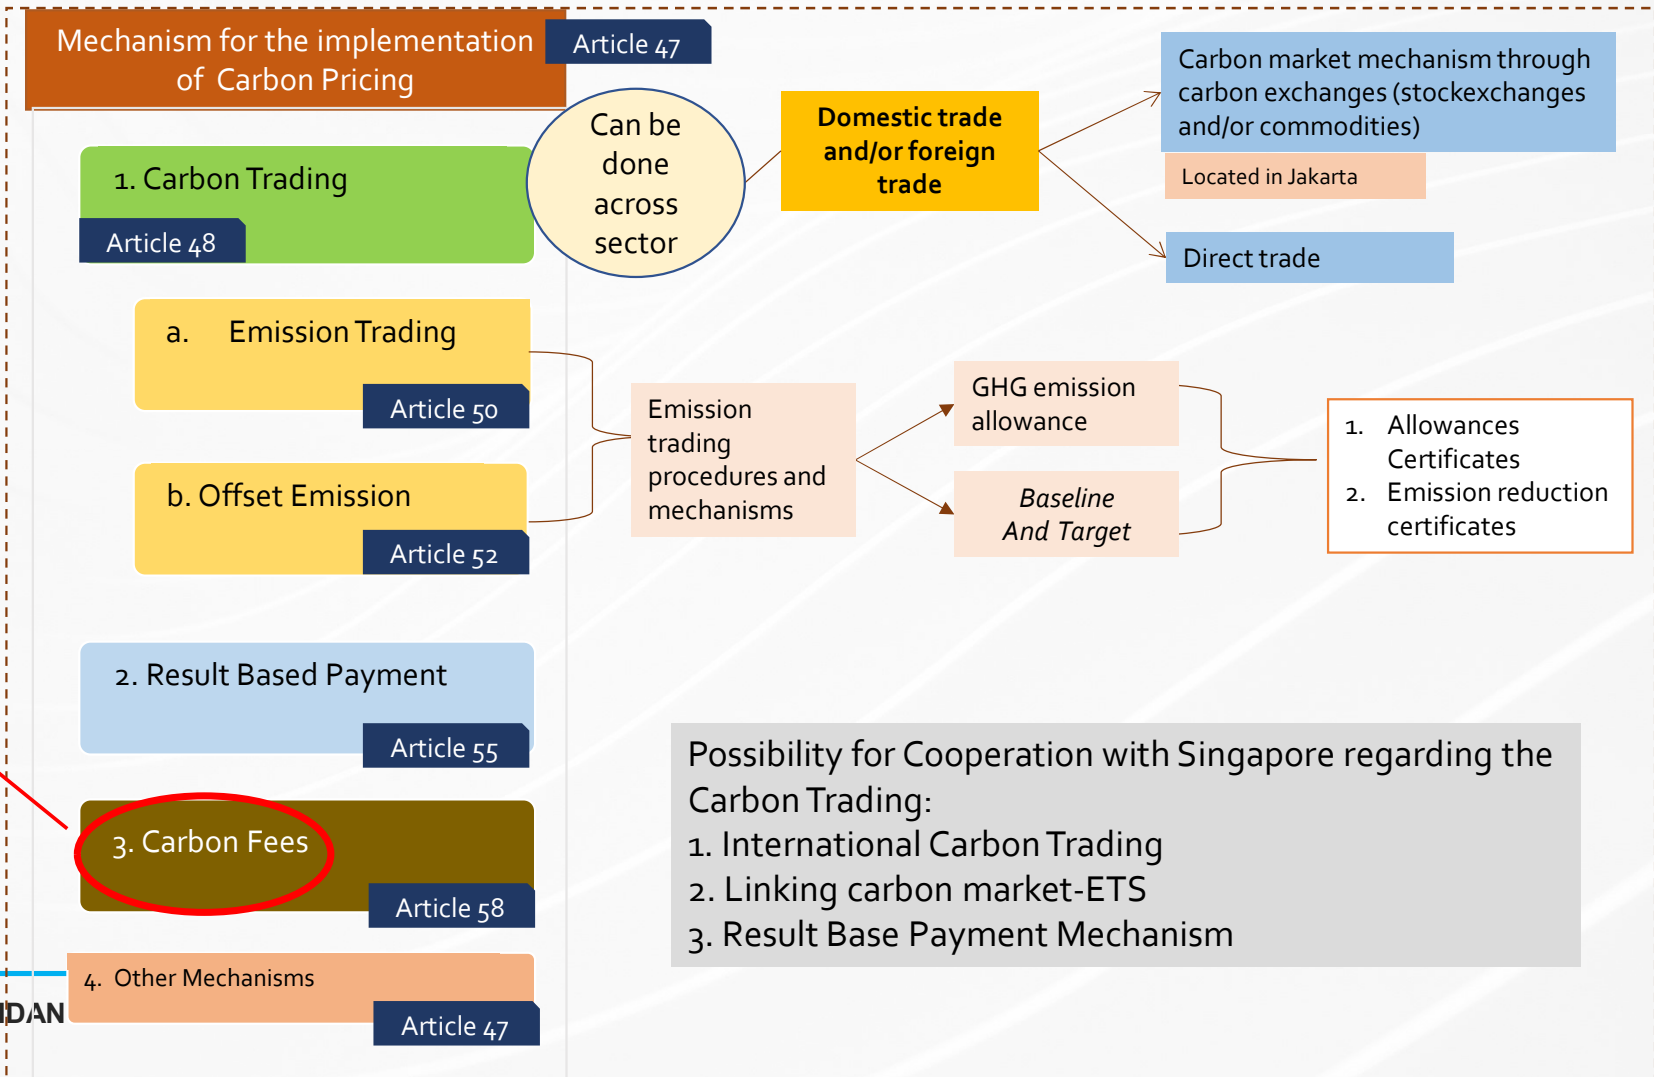 Mechanism for the implementation
of Carbon Pricing
Article 47
1. Carbon Trading
Article 48
Can be
done
across
sector
Domestic trade
and/or foreign
trade
Carbon market mechanism through
carbon exchanges (stockexchanges
and/or commodities)
Located in Jakarta
Direct trade
a. Emission Trading
Article 50
b. Offset Emission
Article 52
Emission
trading
procedures and
mechanisms
GHG emission
allowance
Baseline
And Target
1. Allowances
Certificates
2. Emission reduction
certificates
2. Result Based Payment
Article 55
3. Carbon Fees
Article 58
4. Other Mechanisms
Article 47
Possibility for Cooperation with Singapore regarding the
Carbon Trading:
1. International Carbon Trading
2. Linking carbon market-ETS
3. Result Base Payment Mechanism